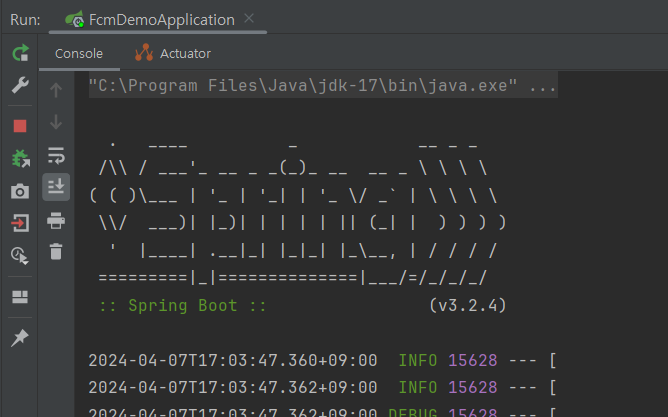 Run: FcmDemoApplication ×
Console Actuator
"C:\Program Files\Java\jdk-17\bin\java.exe" ...
  .   ____          _            __ _ _
 /\\ / ___'_ __ _ _(_)_ __  __ _ \ \ \ \
( ( )\___ | '_ | '_| | '_ \/ _` | \ \ \ \
 \\/  ___)| |_)| | | | | || (_| |  ) ) ) )
  '  |____| .__|_| |_|_| |_\__, | / / / /
 =========|_|==============|___/=/_/_/_/
 :: Spring Boot ::                (v3.2.4)
2024-04-07T17:03:47.360+09:00  INFO 15628 --- [
2024-04-07T17:03:47.362+09:00  INFO 15628 --- [
2024-04-07T17:03:47.362+09:00 DEBUG 15628 --- [